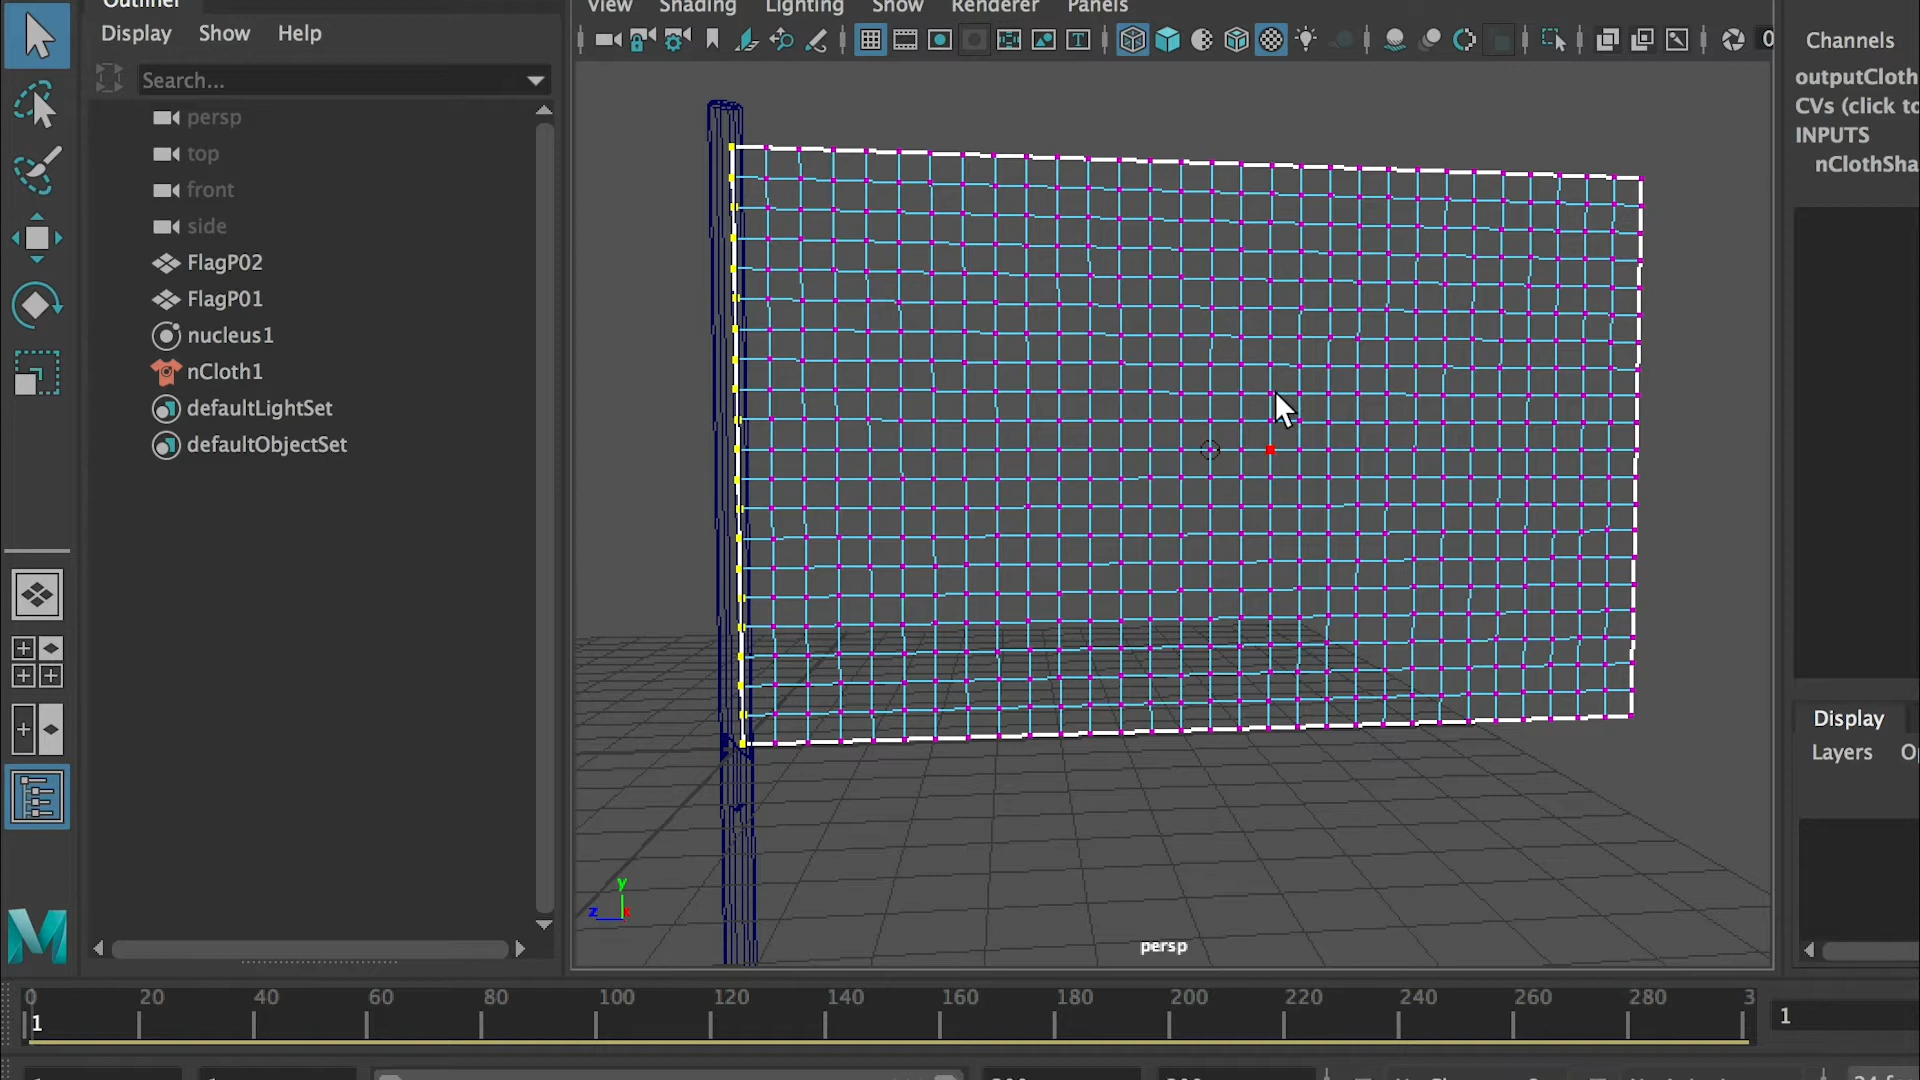 Outliner
View Shading Lighting Show Renderer Panels
Display Show Help
Search...
persp
top
front
side
FlagP02
FlagP01
nucleus1
nCloth1
defaultLightSet
defaultObjectSet
0
Channels
outputCloth
CVs (click to
INPUTS
nClothSha
Display
Layers
y
z
x
persp
0 20 40 60 80 100 120 140 160 180 200 220 240 260 280 3
1
1